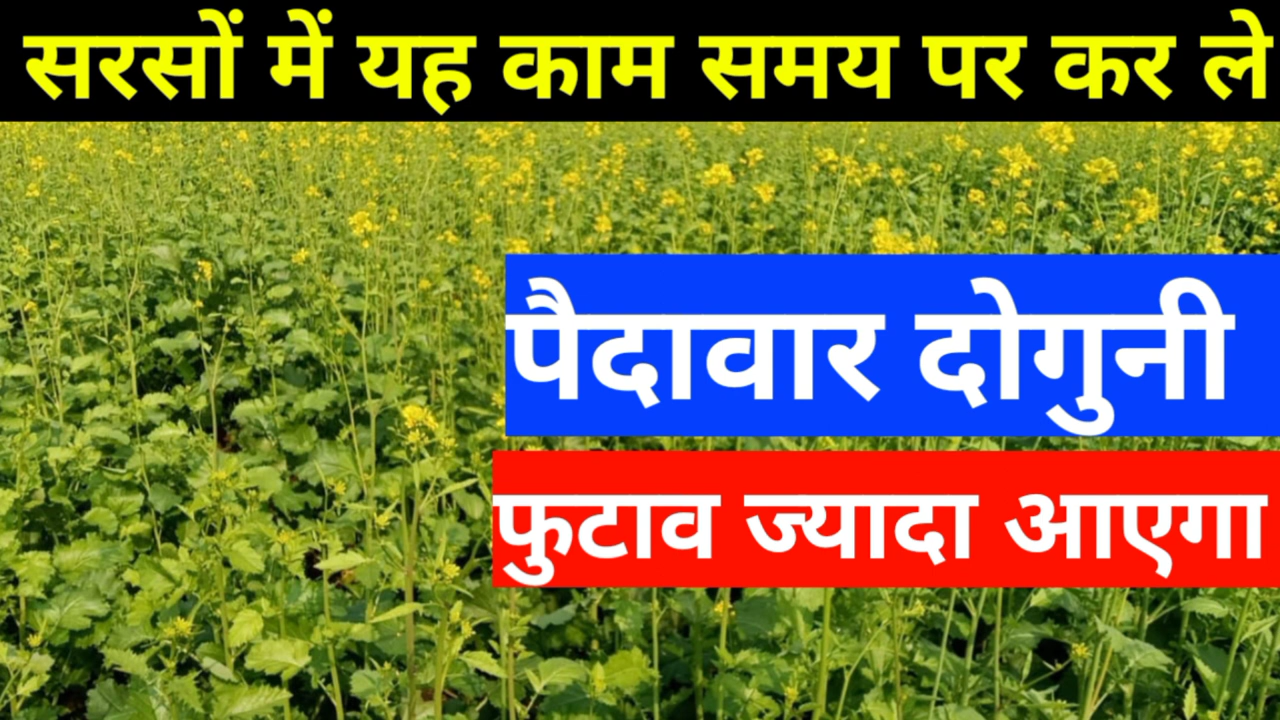 सरसों में यह काम समय पर कर ले
पैदावार दोगुनी
फुटाव ज्यादा आएगा